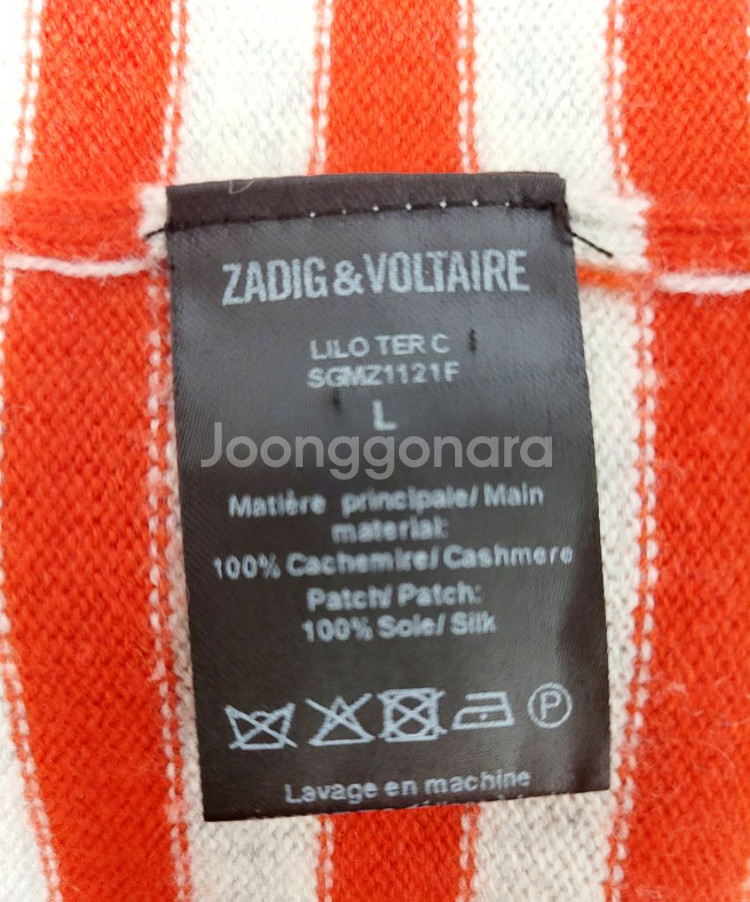 ZADIG&VOLTAIRE
LILO TER C
SGMZ1121F
L
Joonggonara
Matière principale/ Main
material:
100% Cachemire/ Cashmere
Patch/ Patch:
100% Soie/ Silk
P
Lavage en machine